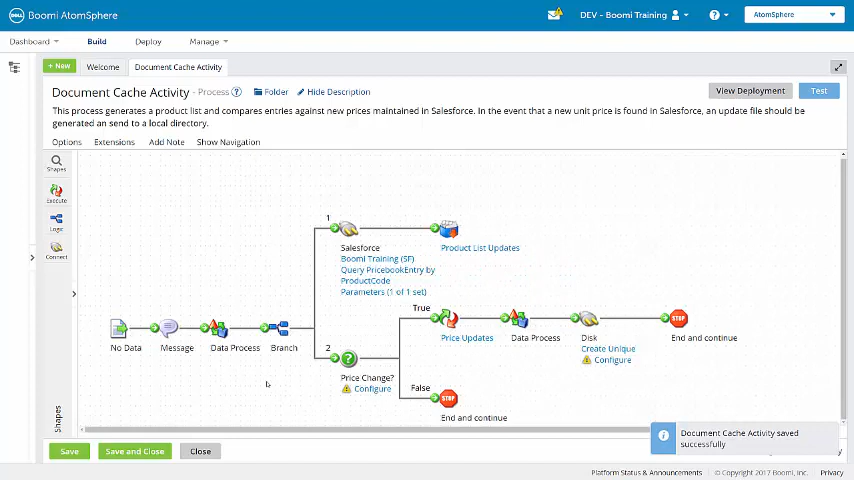 DELL Boomi AtomSphere
DEV - Boomi Training
?
AtomSphere
Dashboard
Build
Deploy
Manage
+ New
Welcome
Document Cache Activity
Document Cache Activity - Process ?
Folder
Hide Description
View Deployment
Test
This process generates a product list and compares entries against new prices maintained in Salesforce. In the event that a new unit price is found in Salesforce, an update file should be
generated an send to a local directory.
Options
Extensions
Add Note
Show Navigation
Shapes
Execute
Logic
Connect
1
Salesforce
Boomi Training (SF)
Query PricebookEntry by
ProductCode
Parameters (1 of 1 set)
Product List Updates
No Data
Message
Data Process
Branch
2
?
Price Change?
Configure
True
Price Updates
Data Process
Disk
Create Unique
Configure
STOP
End and continue
False
STOP
End and continue
Shapes
Document Cache Activity saved
successfully
Save
Save and Close
Close
Platform Status & Announcements
© Copyright 2017 Boomi, Inc.
Privacy